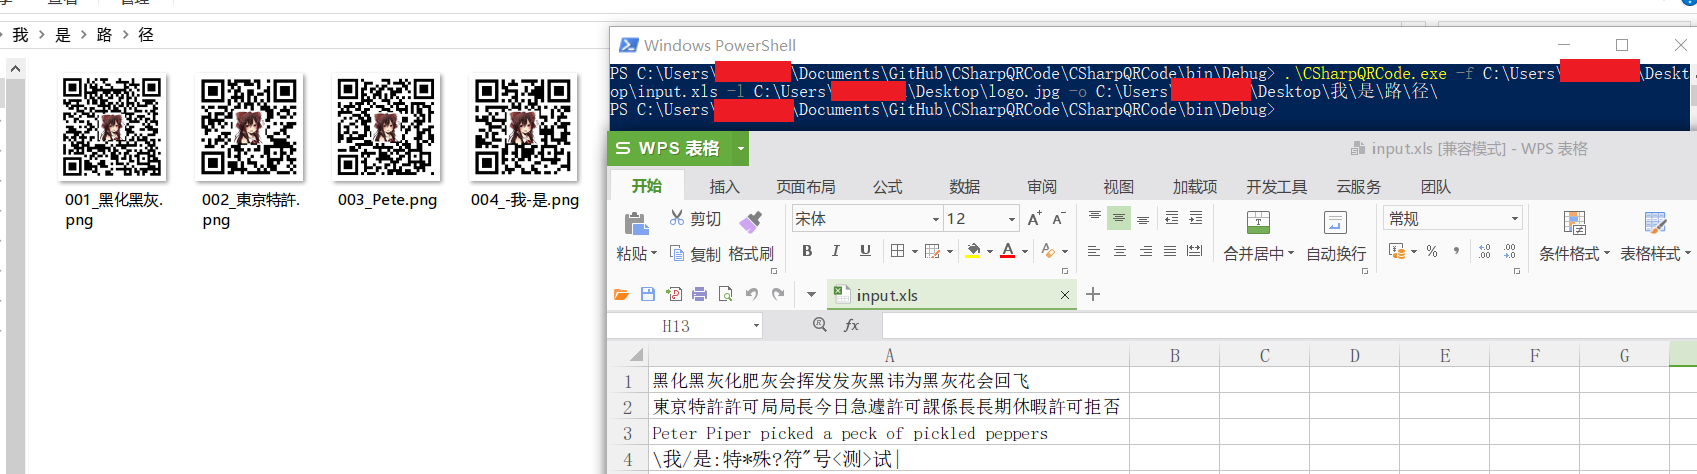 查看
管理
我 是 路 径
001_黑化黑灰.
png
002_東京特許.
png
003_Pete.png
004_-我-是.png
Windows PowerShell
PS C:\Users\ \Documents\GitHub\CSharpQRCode\CSharpQRCode\bin\Debug> .\CSharpQRCode.exe -f C:\Users\ \Deskt
op\input.xls -l C:\Users\ \Desktop\logo.jpg -o C:\Users\ \Desktop\我\是\路\径\
PS C:\Users\ \Documents\GitHub\CSharpQRCode\CSharpQRCode\bin\Debug>
WPS 表格
input.xls [兼容模式] - WPS 表格
开始 插入 页面布局 公式 数据 审阅 视图 加载项 开发工具 云服务 团队
粘贴 剪切 复制 格式刷
宋体 12
B I U A
合并居中 自动换行
常规
条件格式 表格样式
input.xls
H13 fx
A B C D E F G
1 黑化黑灰化肥灰会挥发发灰黑讳为黑灰花会回飞
2 東京特許許可局局長今日急遽許可課係長長期休暇許可拒否
3 Peter Piper picked a peck of pickled peppers
4 \我/是:特*殊?符"号<测>试|